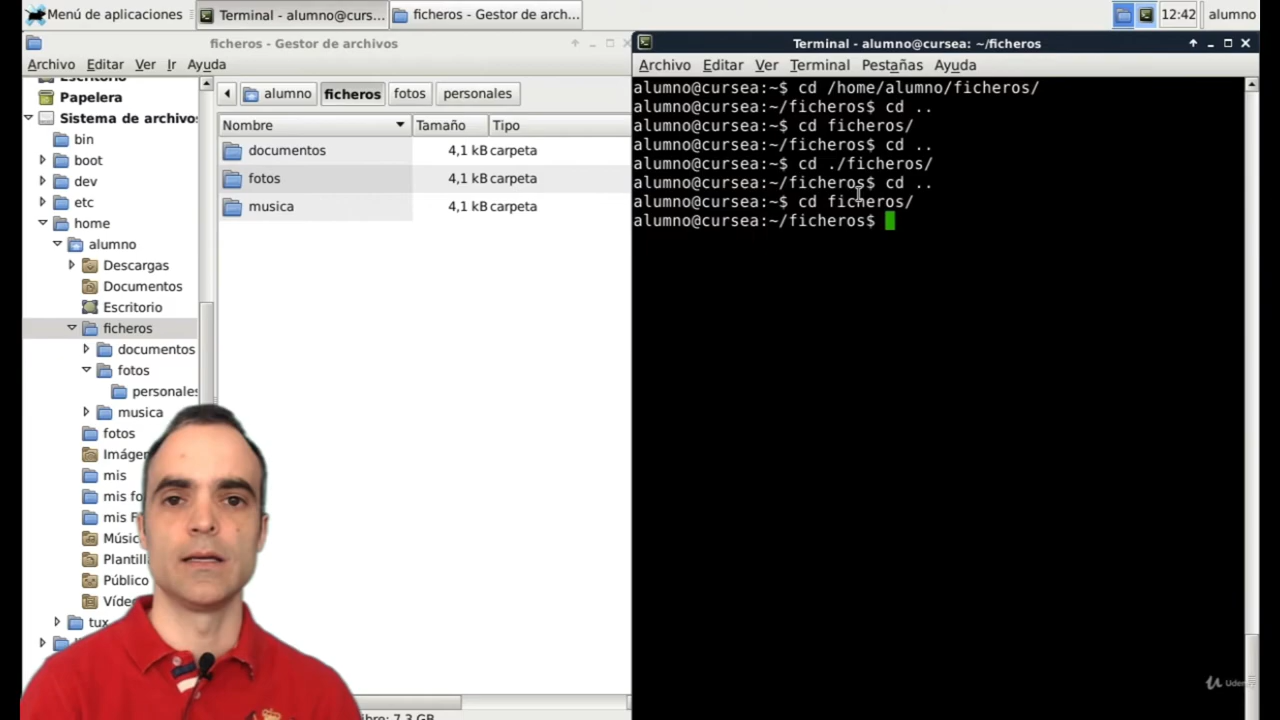 Menú de aplicaciones
Terminal - alumno@curs...
ficheros - Gestor de arch...
12:42
alumno
ficheros - Gestor de archivos
Archivo Editar Ver Ir Ayuda
Papelera
Sistema de archivos
bin
boot
dev
etc
home
alumno
Descargas
Documentos
Escritorio
ficheros
documentos
fotos
personales
musica
fotos
mis
tux
alumno ficheros fotos personales
Nombre Tamaño Tipo
documentos 4,1 kB carpeta
fotos 4,1 kB carpeta
musica 4,1 kB carpeta
7,3 GB
Terminal - alumno@cursea: ~/ficheros
Archivo Editar Ver Terminal Pestañas Ayuda
alumno@cursea:~$ cd /home/alumno/ficheros/
alumno@cursea:~/ficheros$ cd ..
alumno@cursea:~$ cd ficheros/
alumno@cursea:~/ficheros$ cd ..
alumno@cursea:~$ cd ./ficheros/
alumno@cursea:~/ficheros$ cd ..
alumno@cursea:~$ cd ficheros/
alumno@cursea:~/ficheros$